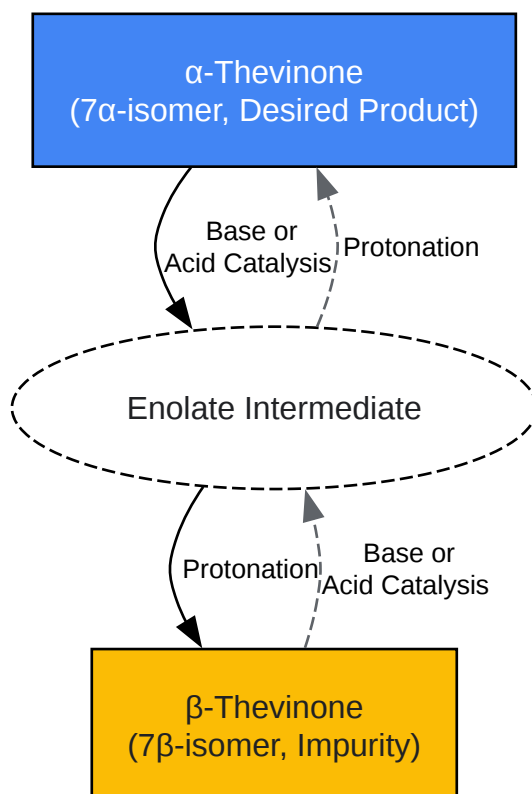 α-Thevinone
(7α-isomer, Desired Product)
Base or
Acid Catalysis
Protonation
Enolate Intermediate
Protonation
Base or
Acid Catalysis
β-Thevinone
(7β-isomer, Impurity)